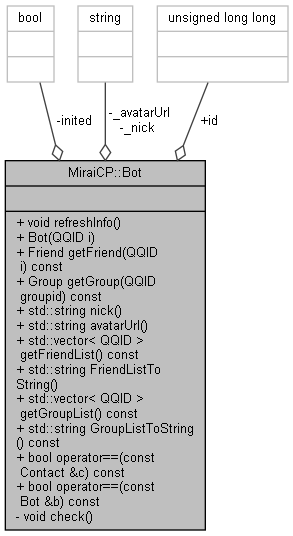 bool
string
unsigned long long
-inited
-_avatarUrl
-_nick
+id
MiraiCP::Bot
+ void refreshInfo()
+ Bot(QQID i)
+ Friend getFriend(QQID
i) const
+ Group getGroup(QQID
groupid) const
+ std::string nick()
+ std::string avatarUrl()
+ std::vector< QQID >
getFriendList() const
+ std::string FriendListTo
String()
+ std::vector< QQID >
getGroupList() const
+ std::string GroupListToString
() const
+ bool operator==(const
Contact &c) const
+ bool operator==(const
Bot &b) const
- void check()